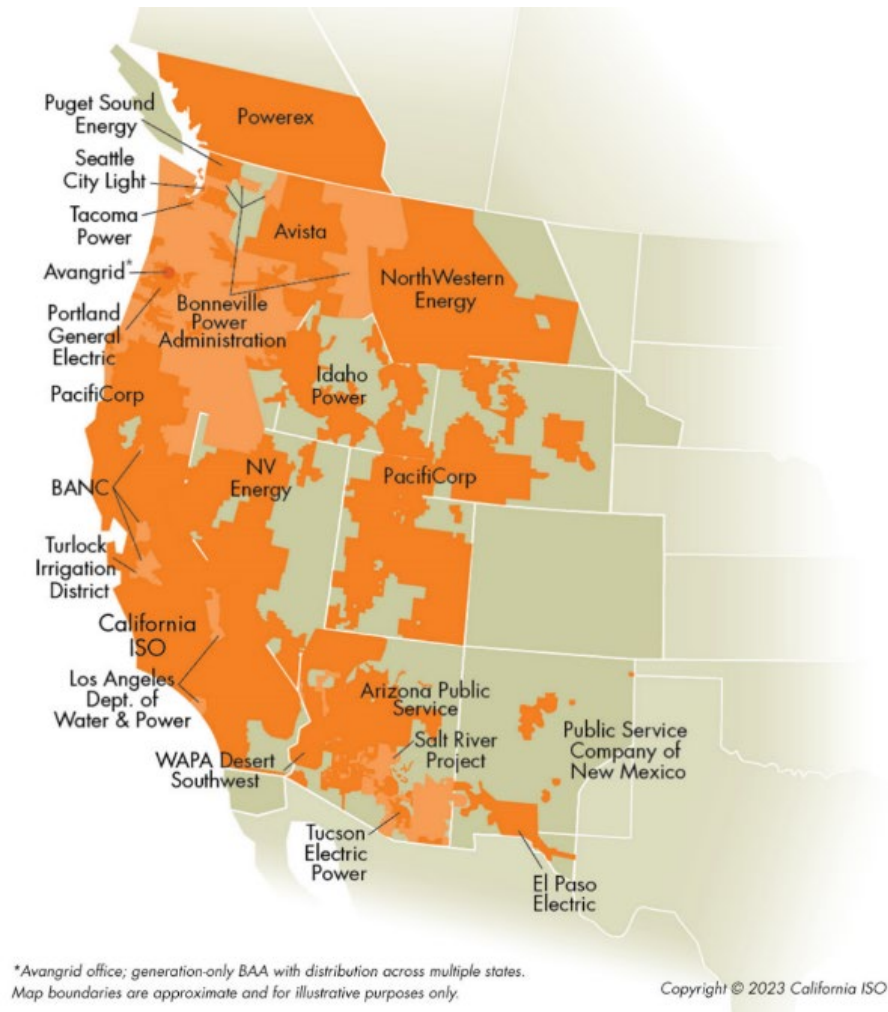 Powerex
Puget Sound
Energy
Seattle
City Light
Tacoma
Power
Avista
Avangrid*
NorthWestern
Energy
Bonneville
Power
Administration
Portland
General
Electric
Idaho
Power
PacifiCorp
NV
Energy
PacifiCorp
BANC
Turlock
Irrigation
District
California
ISO
Los Angeles
Dept. of
Water & Power
Arizona Public
Service
Salt River
Project
Public Service
Company of
New Mexico
WAPA Desert
Southwest
Tucson
Electric
Power
El Paso
Electric
*Avangrid office; generation-only BAA with distribution across multiple states.
Map boundaries are approximate and for illustrative purposes only.
Copyright © 2023 California ISO